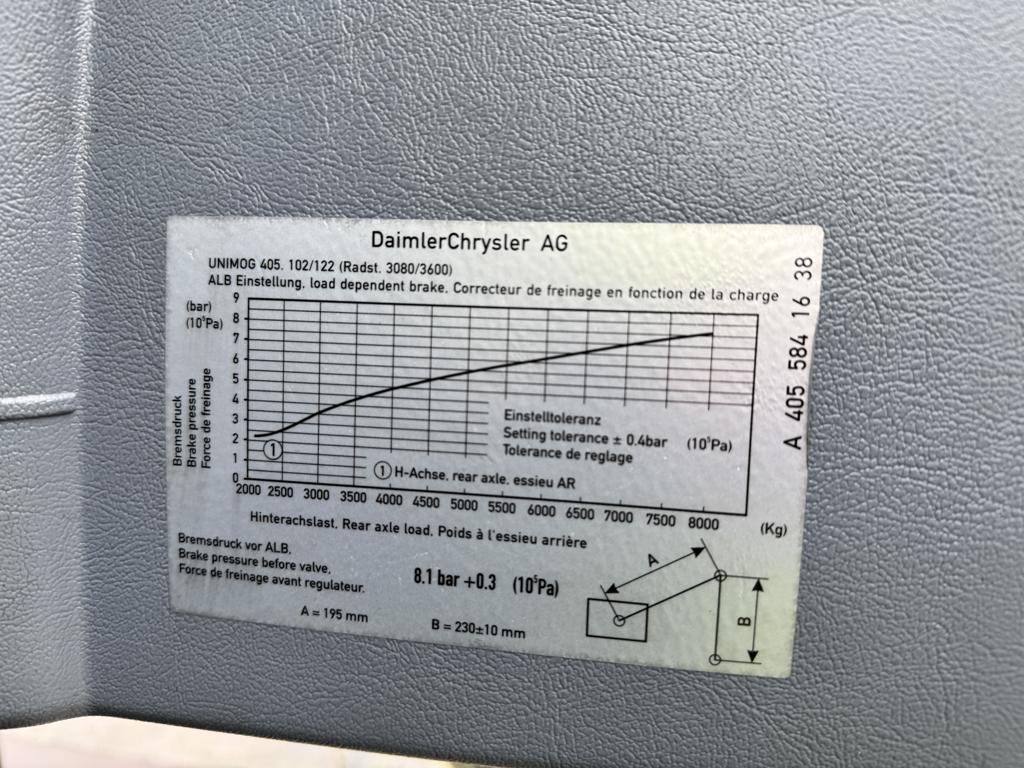 DaimlerChrysler AG
UNIMOG 405. 102/122 (Radst. 3080/3600)
ALB Einstellung, load dependent brake, Correcteur de freinage en fonction de la charge
A 405 584 16 38
(bar)
(10⁵Pa)
9
8
7
6
5
4
3
2
1
0
Bremsdruck
Brake pressure
Force de freinage
1
Einstelltoleranz
Setting tolerance ± 0.4bar (10⁵Pa)
Tolerance de reglage
1 H-Achse, rear axle, essieu AR
2000 2500 3000 3500 4000 4500 5000 5500 6000 6500 7000 7500 8000 (Kg)
Hinterachslast, Rear axle load, Poids à l'essieu arrière
Bremsdruck vor ALB,
Brake pressure before valve,
Force de freinage avant regulateur.
8.1 bar +0.3 (10⁵Pa)
A = 195 mm
B = 230±10 mm
A
B